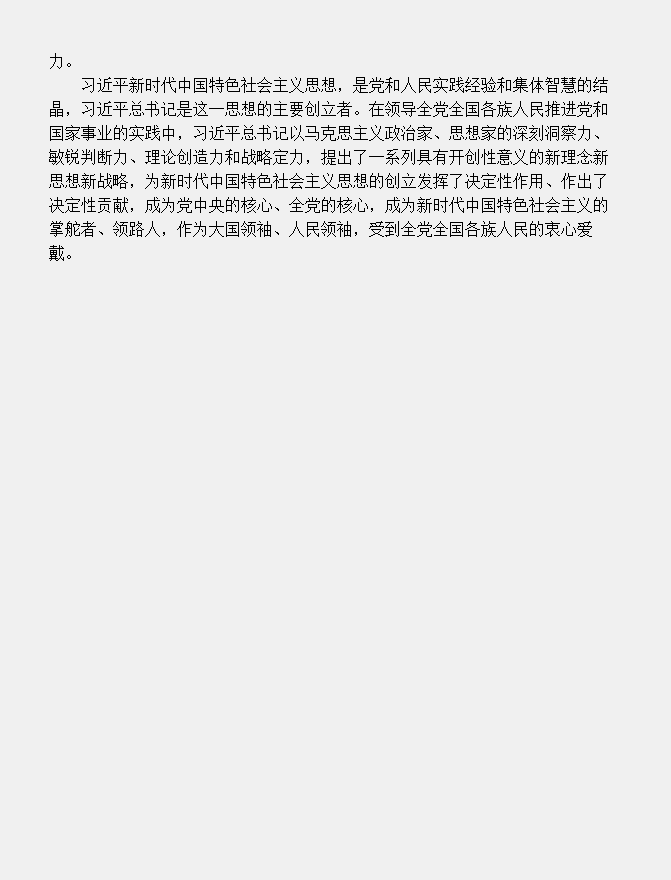 力。
习近平新时代中国特色社会主义思想，是党和人民实践经验和集体智慧的结
晶，习近平总书记是这一思想的主要创立者。在领导全党全国各族人民推进党和
国家事业的实践中，习近平总书记以马克思主义政治家、思想家的深刻洞察力、
敏锐判断力、理论创造力和战略定力，提出了一系列具有开创性意义的新理念新
思想新战略，为新时代中国特色社会主义思想的创立发挥了决定性作用、作出了
决定性贡献，成为党中央的核心、全党的核心，成为新时代中国特色社会主义的
掌舵者、领路人，作为大国领袖、人民领袖，受到全党全国各族人民的衷心爱
戴。